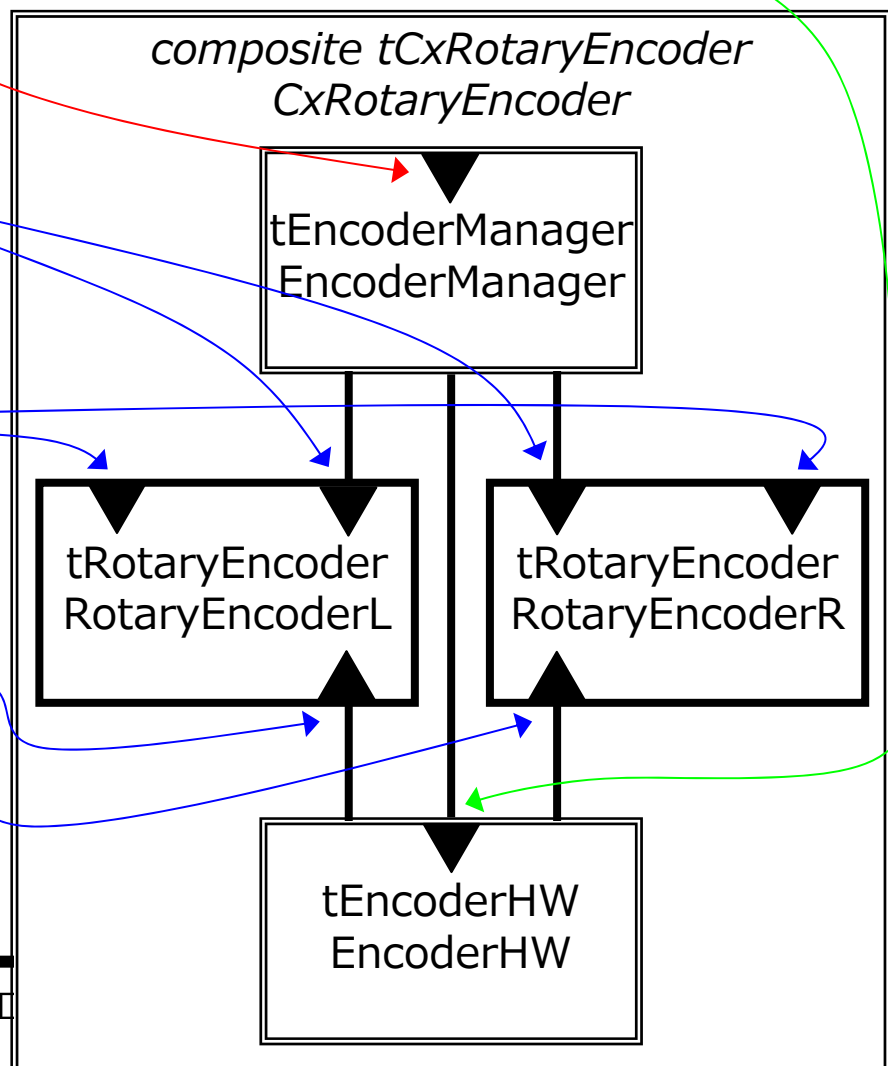 composite tCxRotaryEncoder
CxRotaryEncoder
tEncoderManager
EncoderManager
tRotaryEncoder
RotaryEncoderL
tRotaryEncoder
RotaryEncoderR
tEncoderHW
EncoderHW